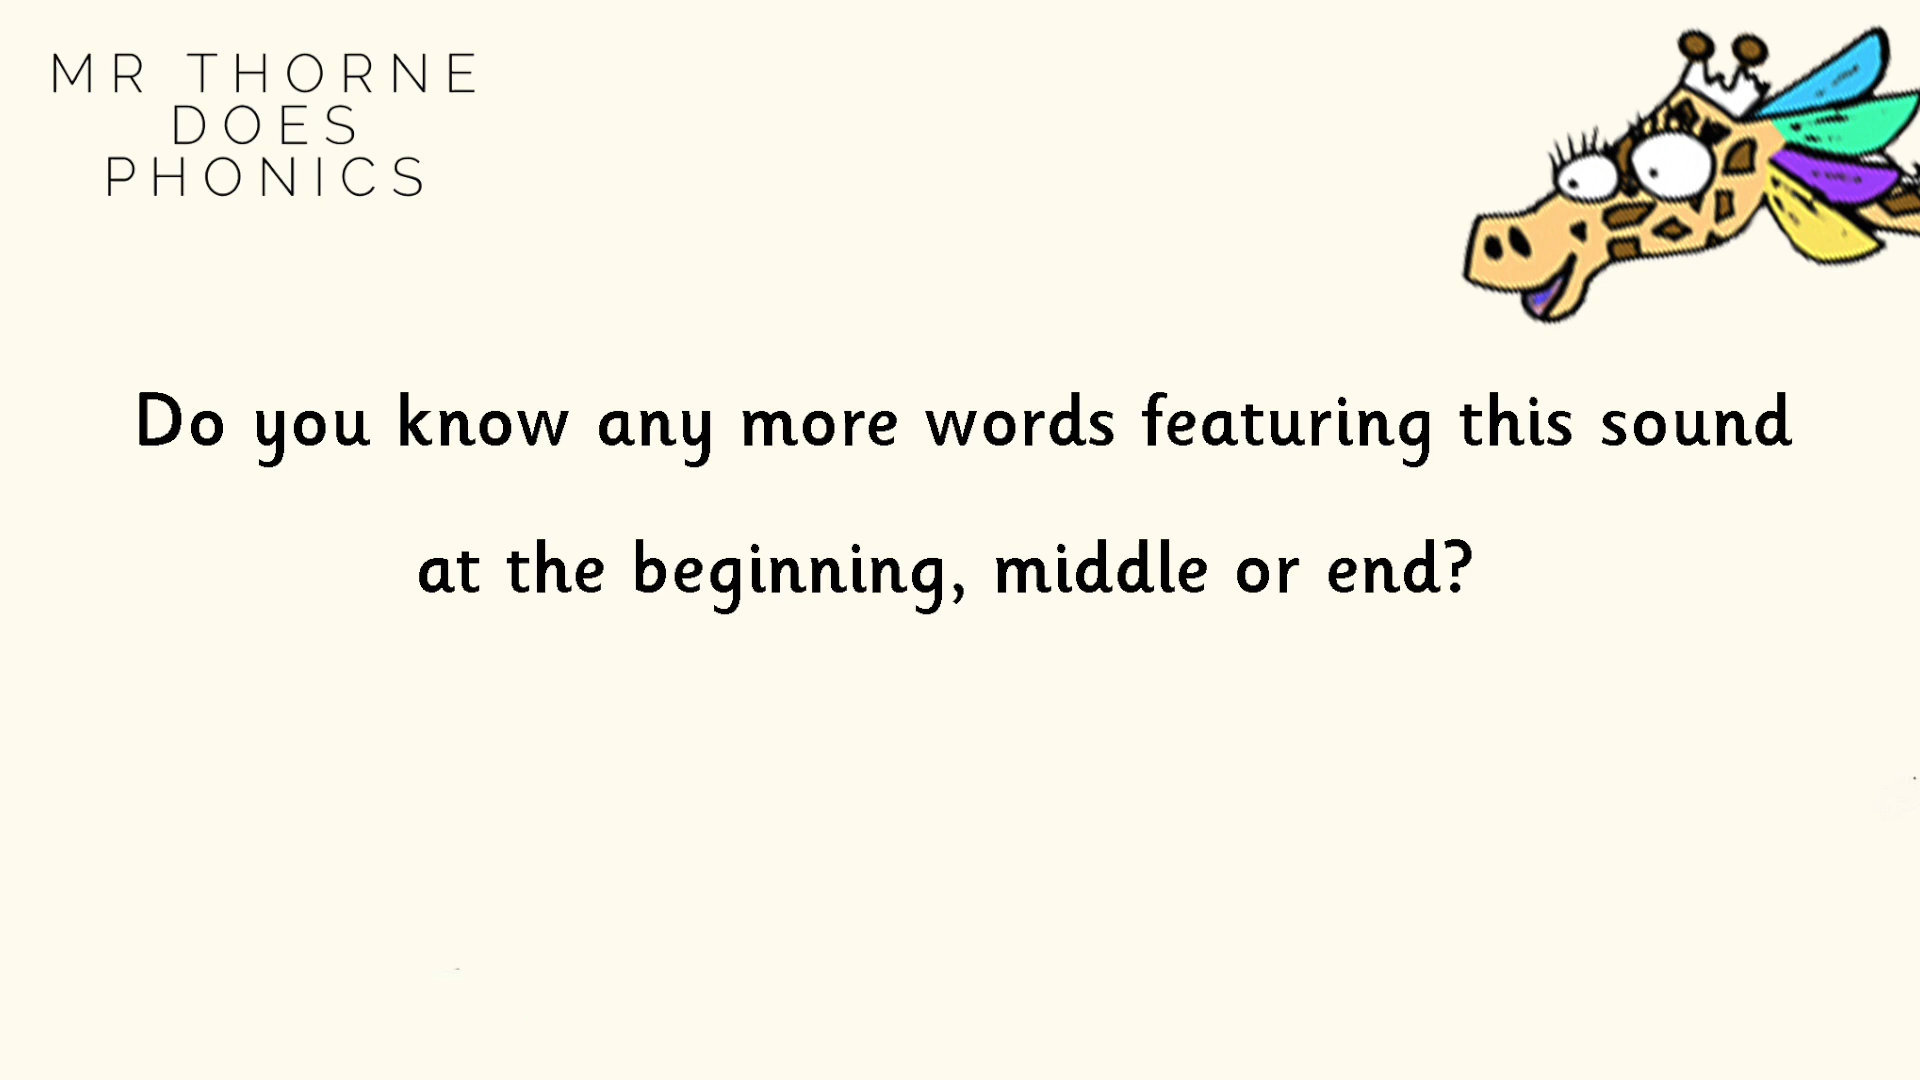 MR THORNE
DOES
PHONICS
Do you know any more words featuring this sound
at the beginning, middle or end?